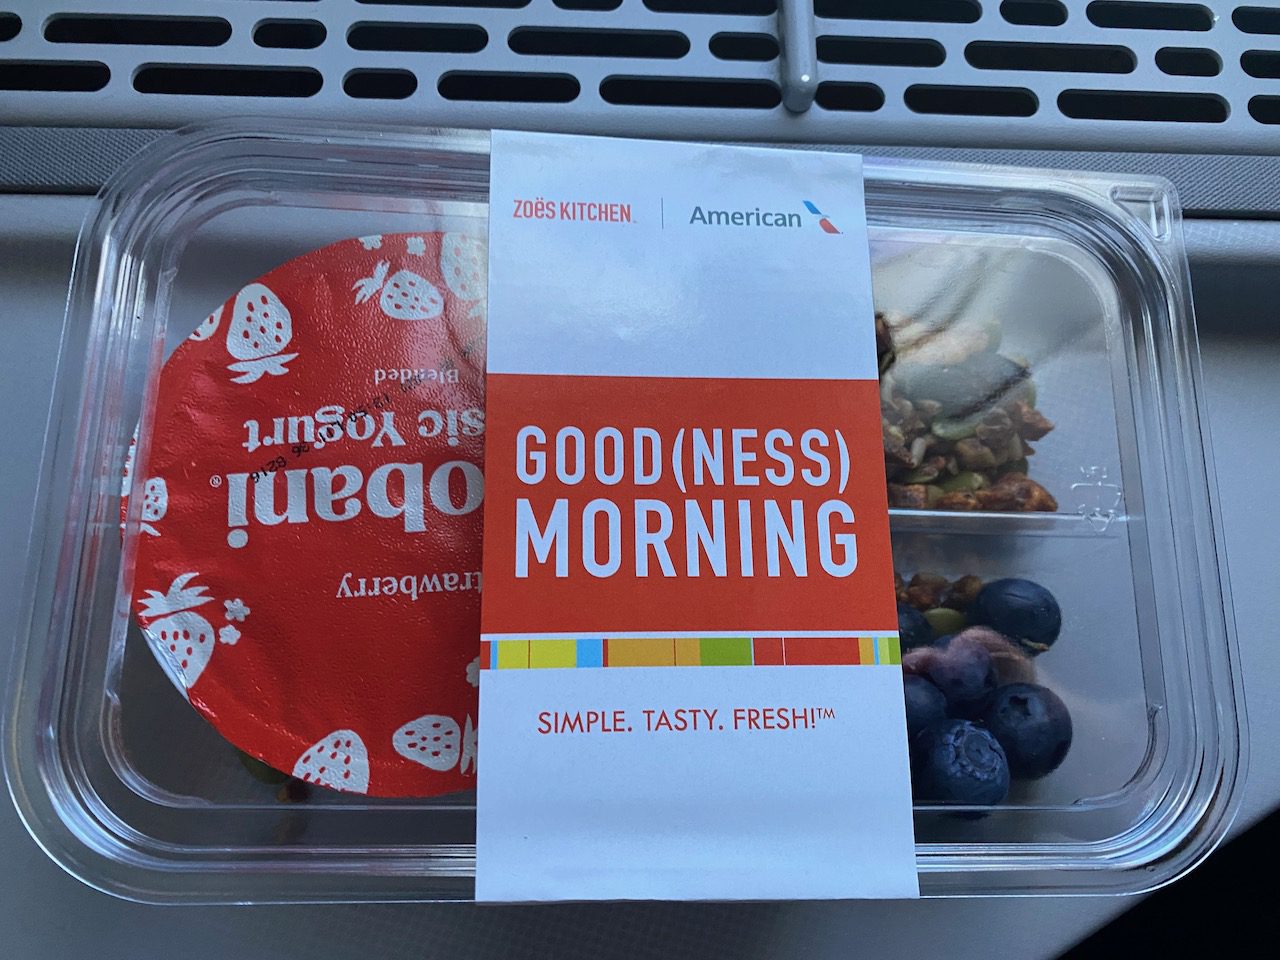 ZOËS KITCHEN
American
GOOD(NESS)
MORNING
SIMPLE. TASTY. FRESH!™
trawberry
obani®
sic Yogurt
Blended